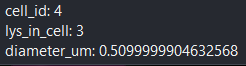 cell_id: 4
lys_in_cell: 3
diameter_um: 0.5099999904632568